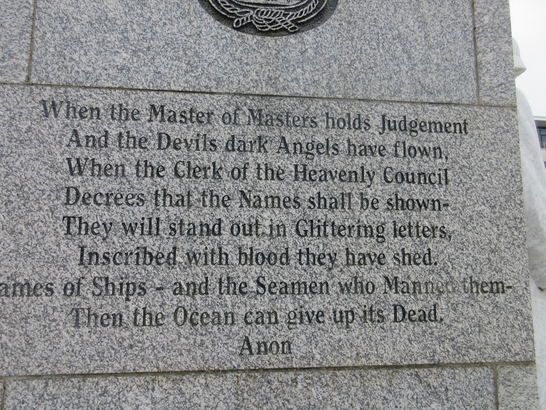 When the Master of Masters holds Judgement
And the Devils dark Angels have flown,
When the Clerk of the Heavenly Council
Decrees that the Names shall be shown-
They will stand out in Glittering letters,
Inscribed with blood they have shed.
ames of Ships - and the Seamen who Manned them-
Then the Ocean can give up its Dead.
Anon